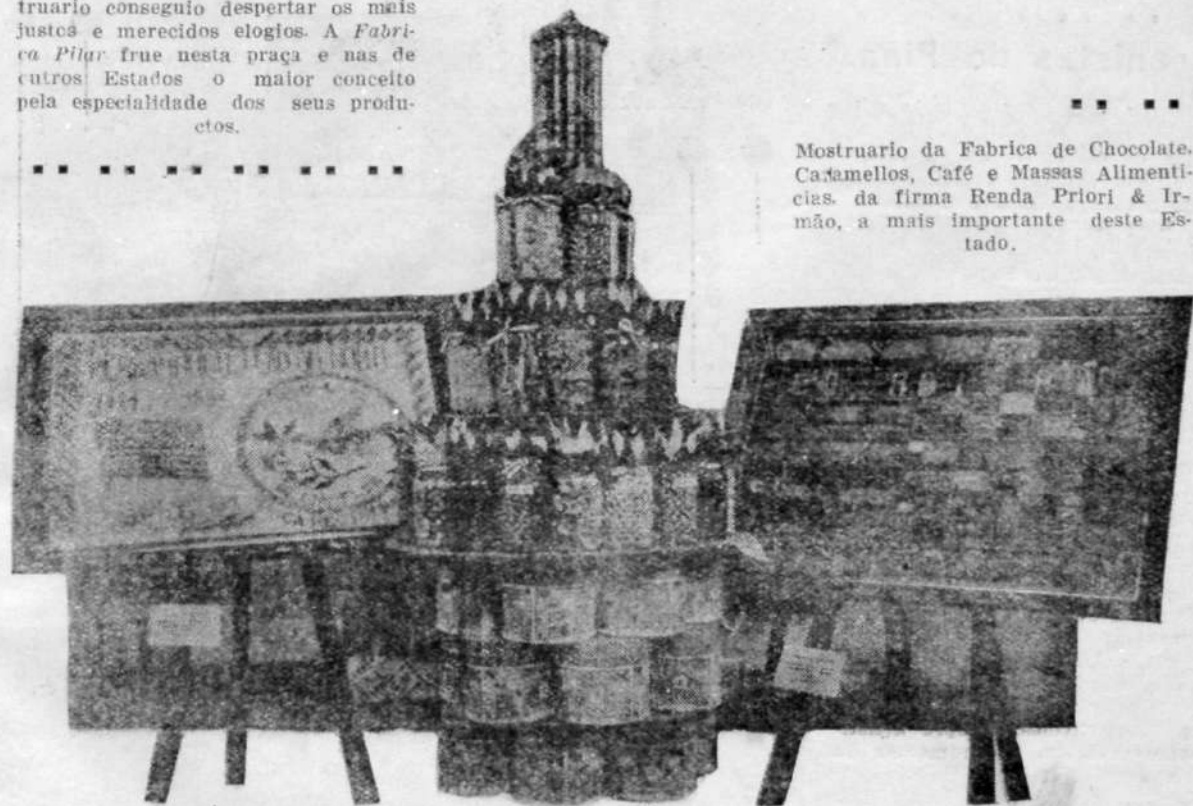 truario conseguio despertar os mais
justos e merecidos elogios. A Fabri-
ca Pilar frue nesta praça e nas de
outros Estados o maior conceito
pela especialidade dos seus produ-
ctos.
Mostruario da Fabrica de Chocolate.
Caramellos, Café e Massas Alimenti-
cias. da firma Renda Priori & Ir-
mão, a mais importante deste Es-
tado.